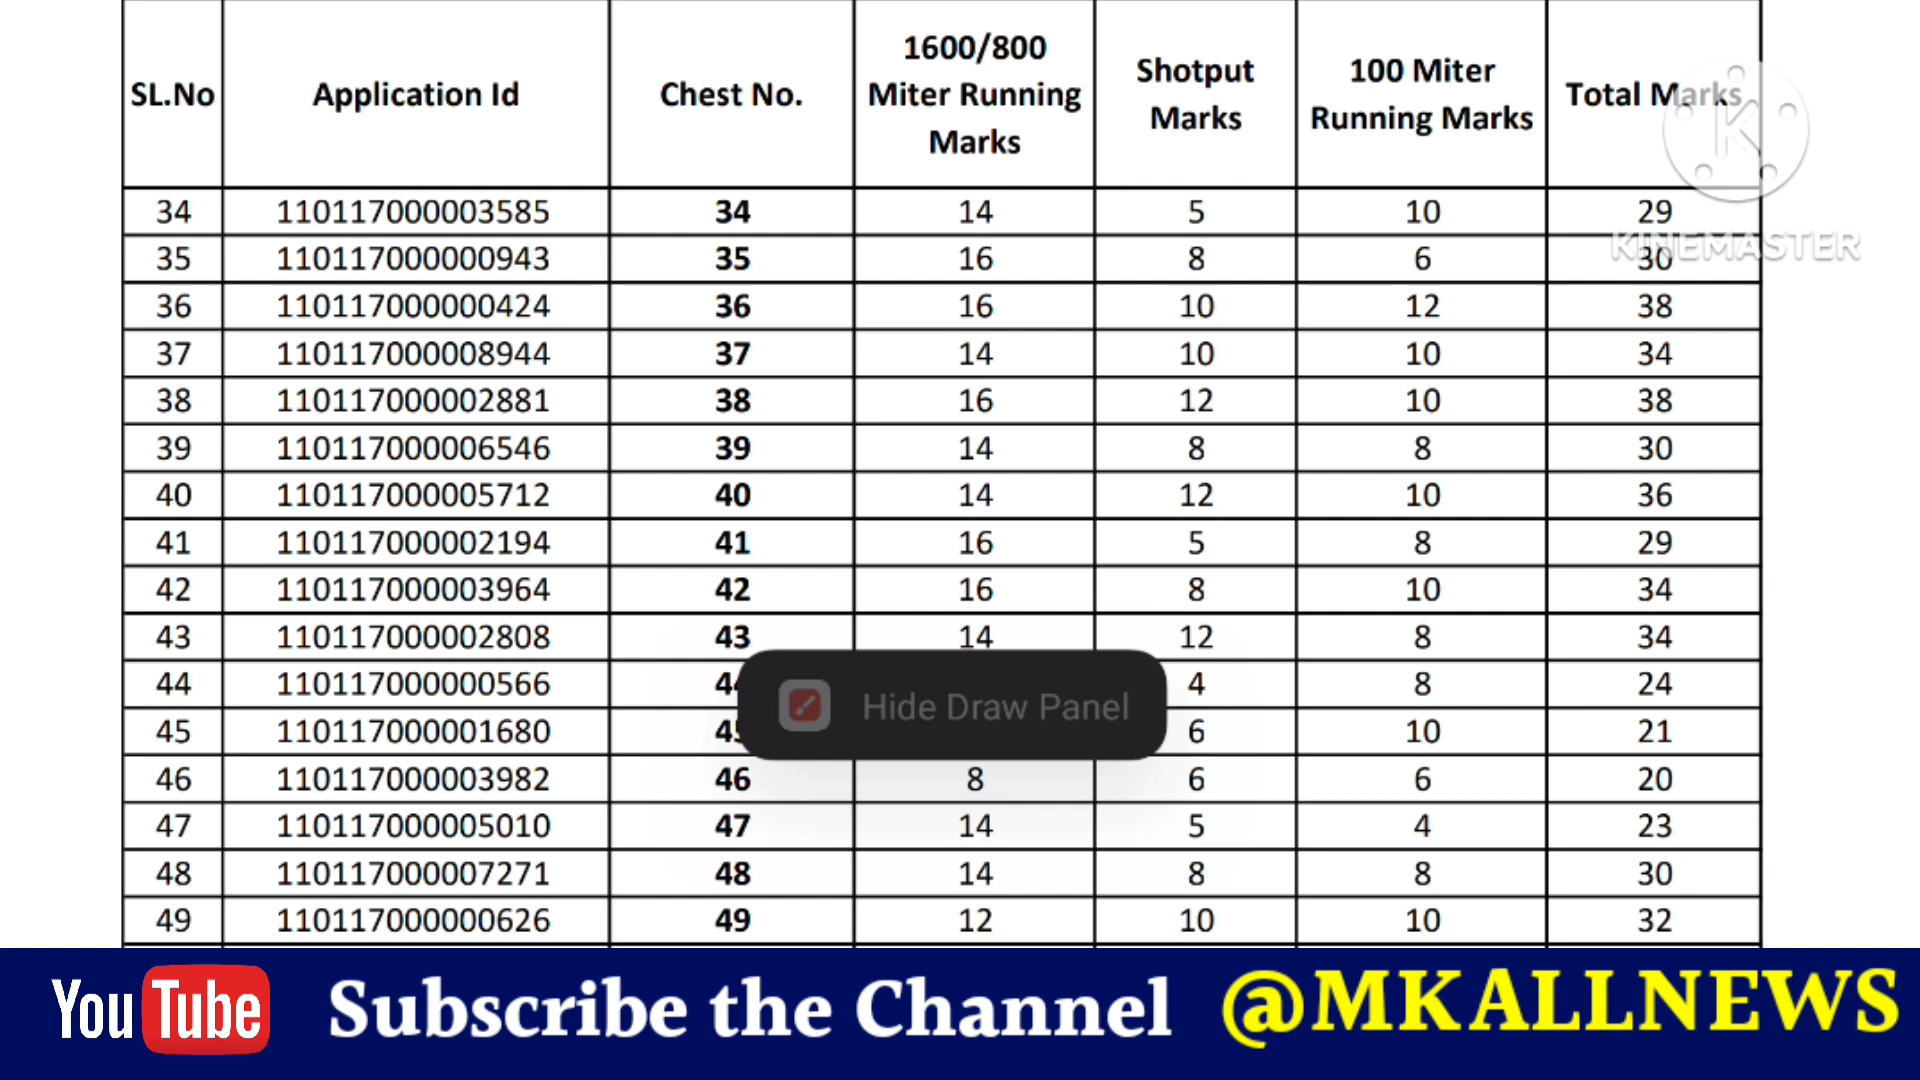 SL.No Application Id Chest No. 1600/800 Miter Running Marks Shotput Marks 100 Miter Running Marks Total Marks
34 110117000003585 34 14 5 10 29
35 110117000000943 35 16 8 6 30
KINEMASTER
36 110117000000424 36 16 10 12 38
37 110117000008944 37 14 10 10 34
38 110117000002881 38 16 12 10 38
39 110117000006546 39 14 8 8 30
40 110117000005712 40 14 12 10 36
41 110117000002194 41 16 5 8 29
42 110117000003964 42 16 8 10 34
43 110117000002808 43 14 12 8 34
44 110117000000566 44 4 8 24
Hide Draw Panel
45 110117000001680 45 6 10 21
46 110117000003982 46 8 6 6 20
47 110117000005010 47 14 5 4 23
48 110117000007271 48 14 8 8 30
49 110117000000626 49 12 10 10 32
YouTube Subscribe the Channel @MKALLNEWS